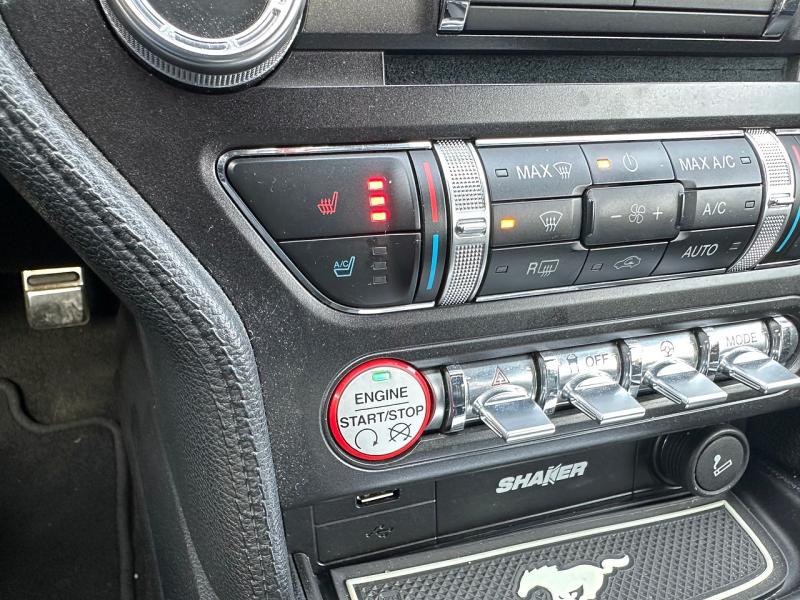 MAX
MAX A/C
A/C
A/C
R
AUTO
OFF
MODE
ENGINE
START/STOP
SHAKER